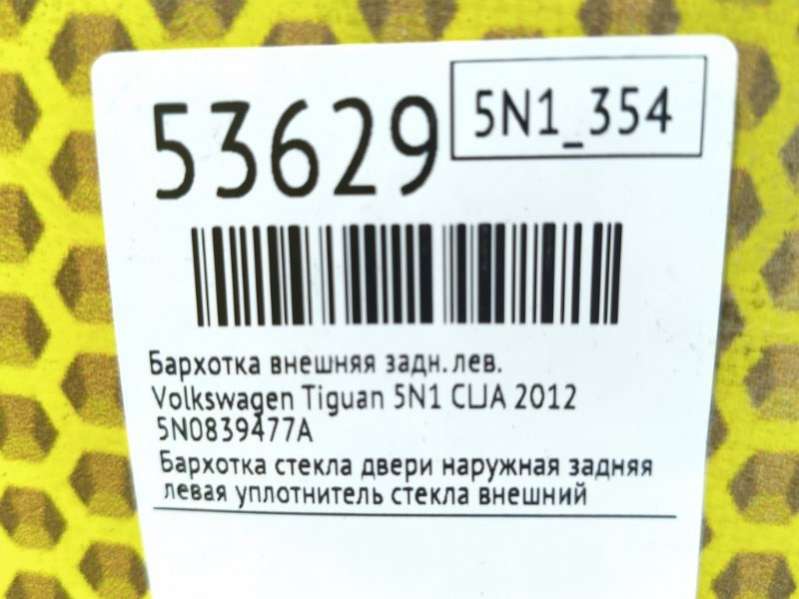 53629
5N1_354
Бархотка внешняя задн. лев.
Volkswagen Tiguan 5N1 США 2012
5N0839477A
Бархотка стекла двери наружная задняя
левая уплотнитель стекла внешний